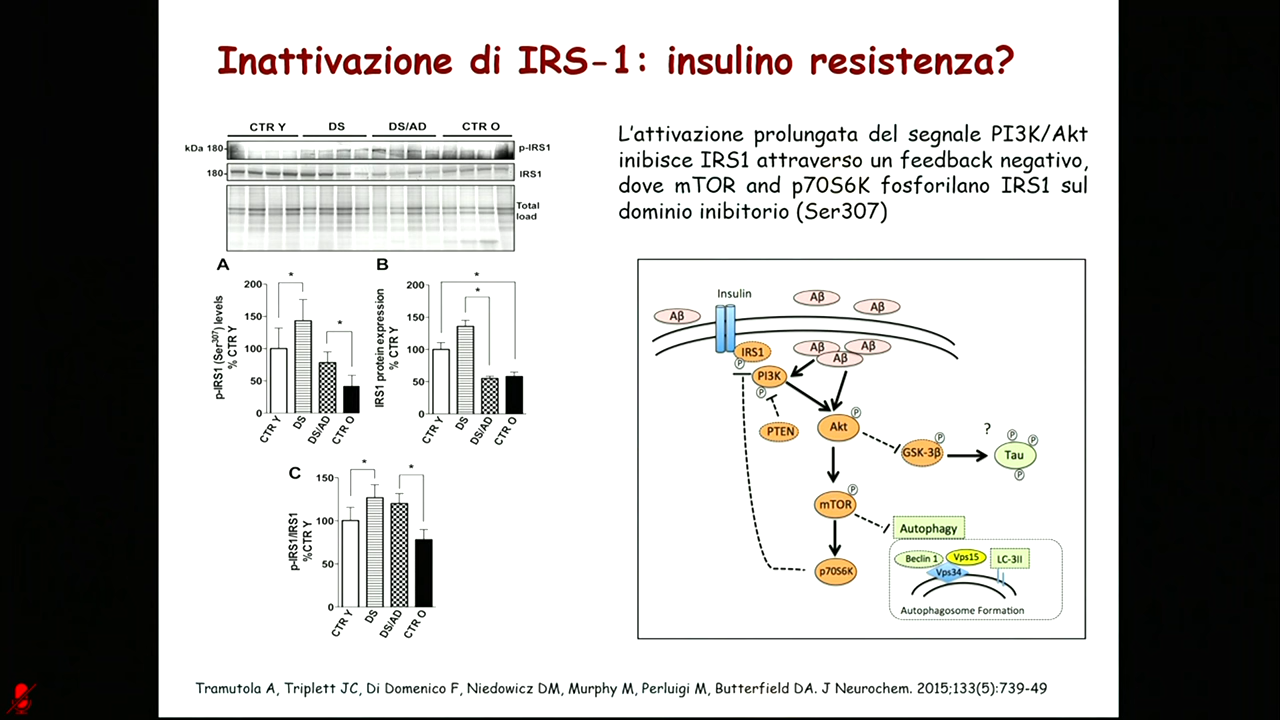 Inattivazione di IRS-1: insulino resistenza?
CTR Y DS DS/AD CTR O
kDa 180 p-IRS1
180 IRS1
Total
load
L'attivazione prolungata del segnale PI3K/Akt
inibisce IRS1 attraverso un feedback negativo,
dove mTOR and p70S6K fosforilano IRS1 sul
dominio inibitorio (Ser307)
A
p-IRS1 (Ser307) levels
% CTR Y
200
150
100
50
0
*
*
CTR Y DS DS/AD CTR O
B
IRS1 protein expression
% CTR Y
200
150
100
50
0
*
*
CTR Y DS DS/AD CTR O
C
p-IRS1/IRS1
%CTR Y
150
100
50
0
*
*
CTR Y DS DS/AD CTR O
Insulin
Aβ
Aβ
Aβ
IRS1
Aβ
Aβ
Aβ
P
PI3K
P
PTEN
Akt
P
GSK-3β
P
?
Tau
P
P
P
mTOR
P
Autophagy
p70S6K
Beclin 1
Vps15
LC-3II
Vps34
Autophagosome Formation
Tramutola A, Triplett JC, Di Domenico F, Niedowicz DM, Murphy M, Perluigi M, Butterfield DA. J Neurochem. 2015;133(5):739-49